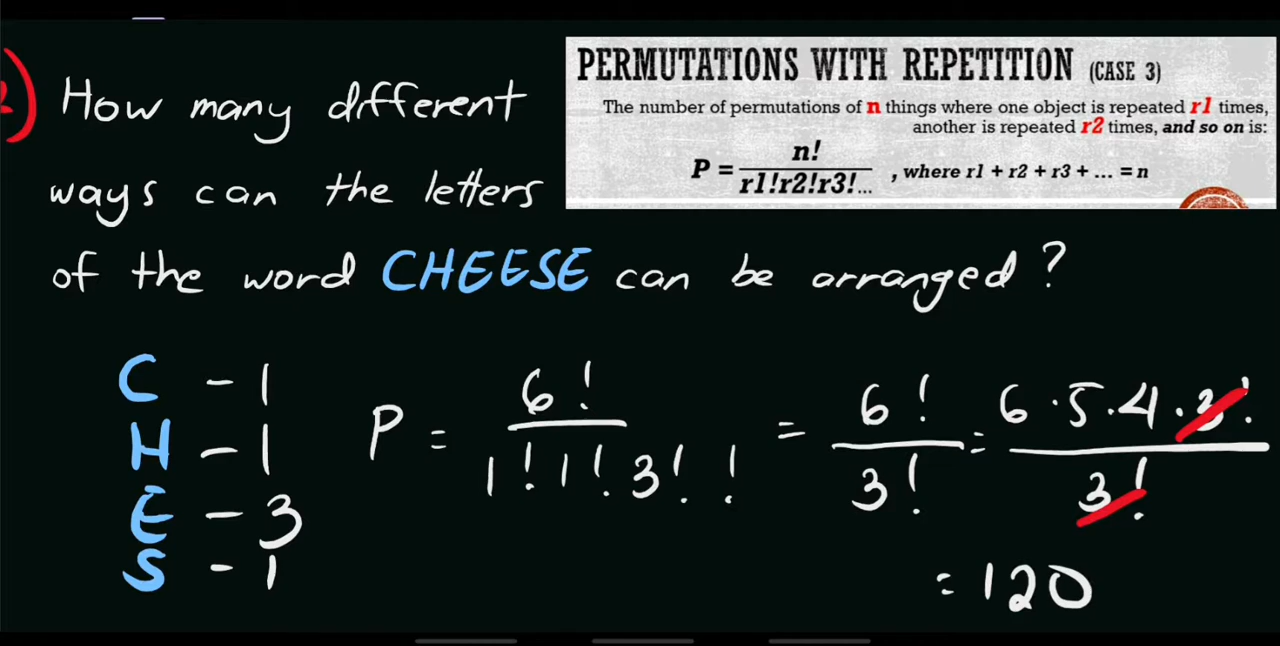 2)
How many different
ways can the letters
of the word CHEESE can be arranged?
PERMUTATIONS WITH REPETITION (CASE 3)
The number of permutations of n things where one object is repeated r1 times,
another is repeated r2 times, and so on is:
P = n! / r1!r2!r3!... , where r1 + r2 + r3 + ... = n
C - 1
H - 1
E - 3
S - 1
P = 6! / 1!1!3! ! = 6! / 3! = 6·5·4·3! / 3!
= 120